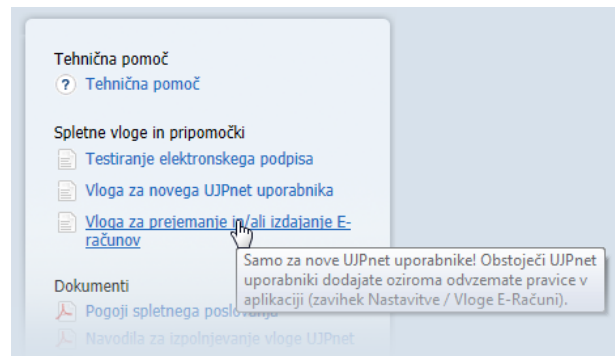 Tehnična pomoč
? Tehnična pomoč
Spletne vloge in pripomočki
Testiranje elektronskega podpisa
Vloga za novega UJPnet uporabnika
Vloga za prejemanje in/ali izdajanje E-
računov
Samo za nove UJPnet uporabnike! Obstoječi UJPnet
uporabniki dodajate oziroma odvzemate pravice v
aplikaciji (zavihek Nastavitve / Vloge E-Računi).
Dokumenti
Pogoji spletnega poslovanja
Navodila za izpolnjevanje vloge UJPnet